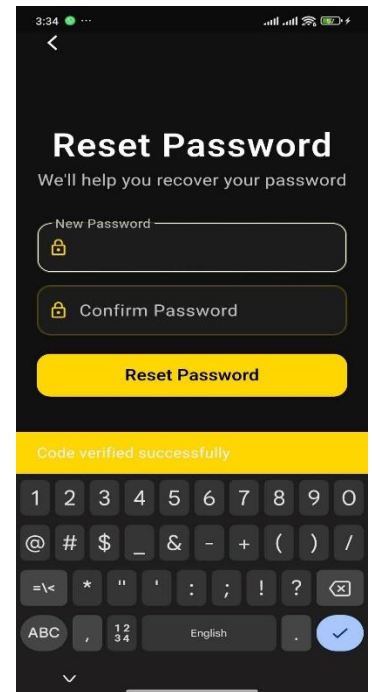 3:34 ...
Reset Password
We'll help you recover your password
New Password
Confirm Password
Reset Password
Code verified successfully
1 2 3 4 5 6 7 8 9 0
@ # $ _ & - + ( ) /
=\< * " ' : ; ! ?
ABC , 12 34 English .